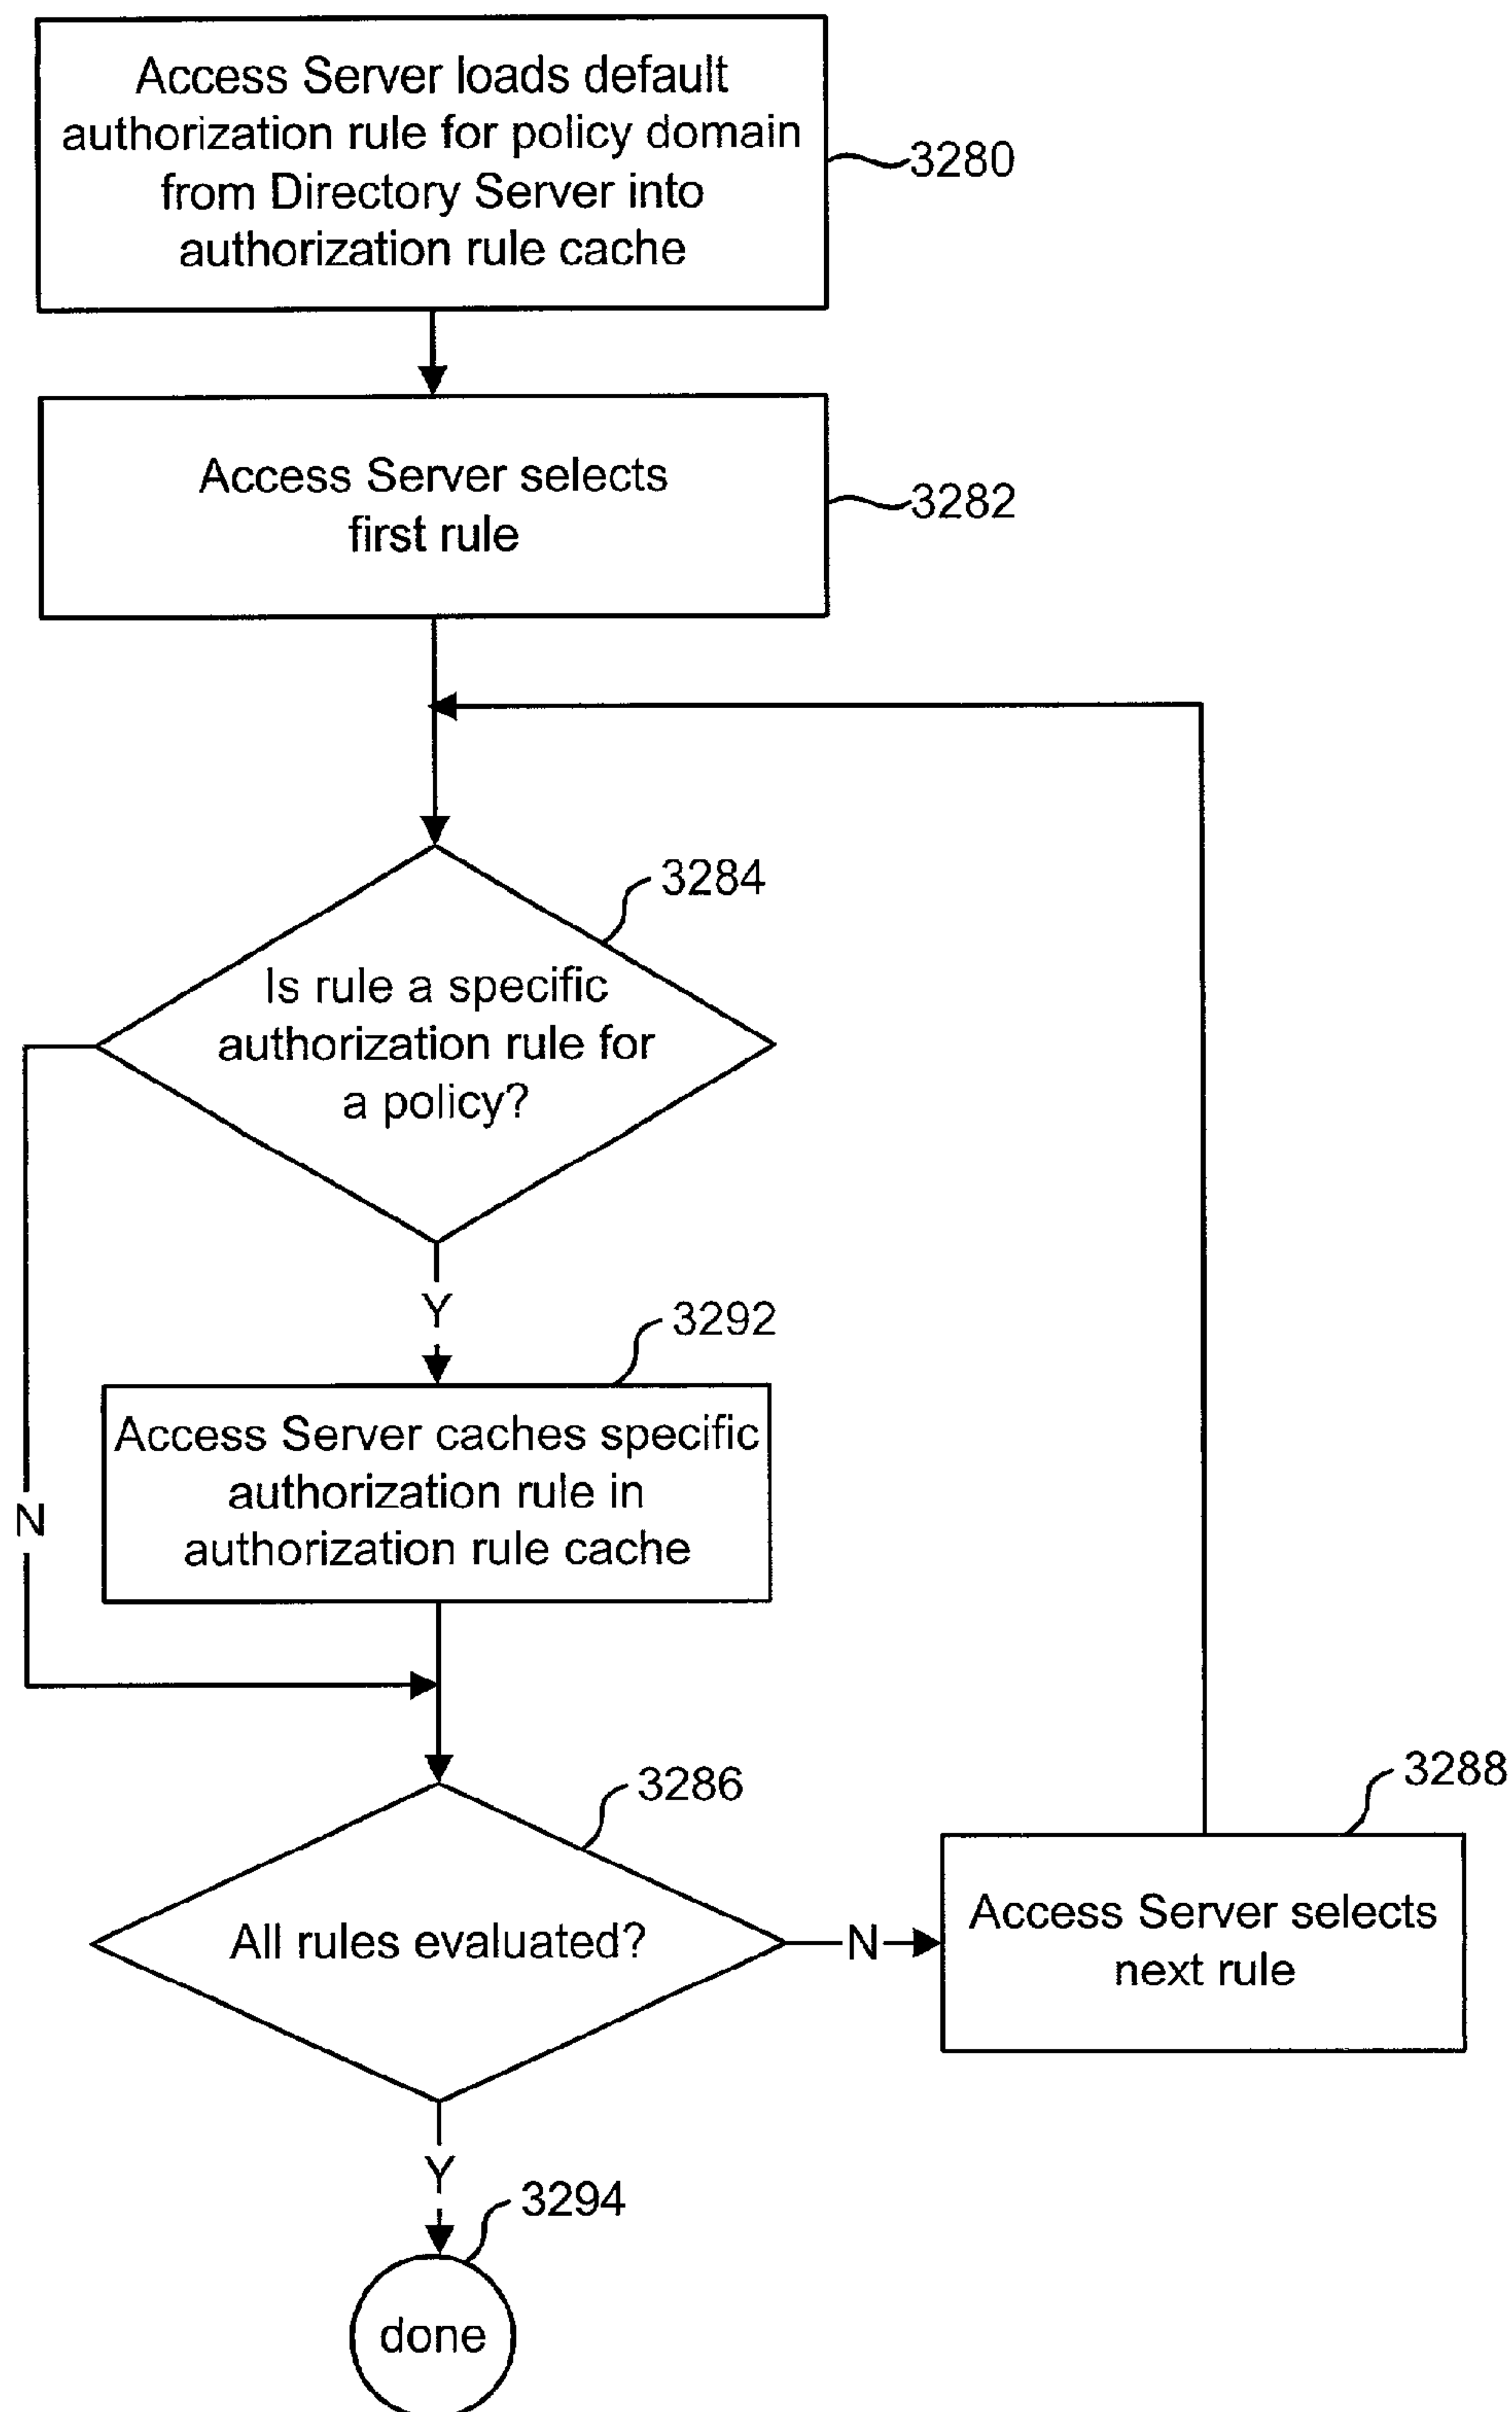 Access Server loads default
authorization rule for policy domain
from Directory Server into
authorization rule cache
3280
Access Server selects
first rule
3282
3284
Is rule a specific
authorization rule for
a policy?
Y
3292
Access Server caches specific
authorization rule in
authorization rule cache
N
3286
3288
All rules evaluated?
N
Access Server selects
next rule
Y
3294
done